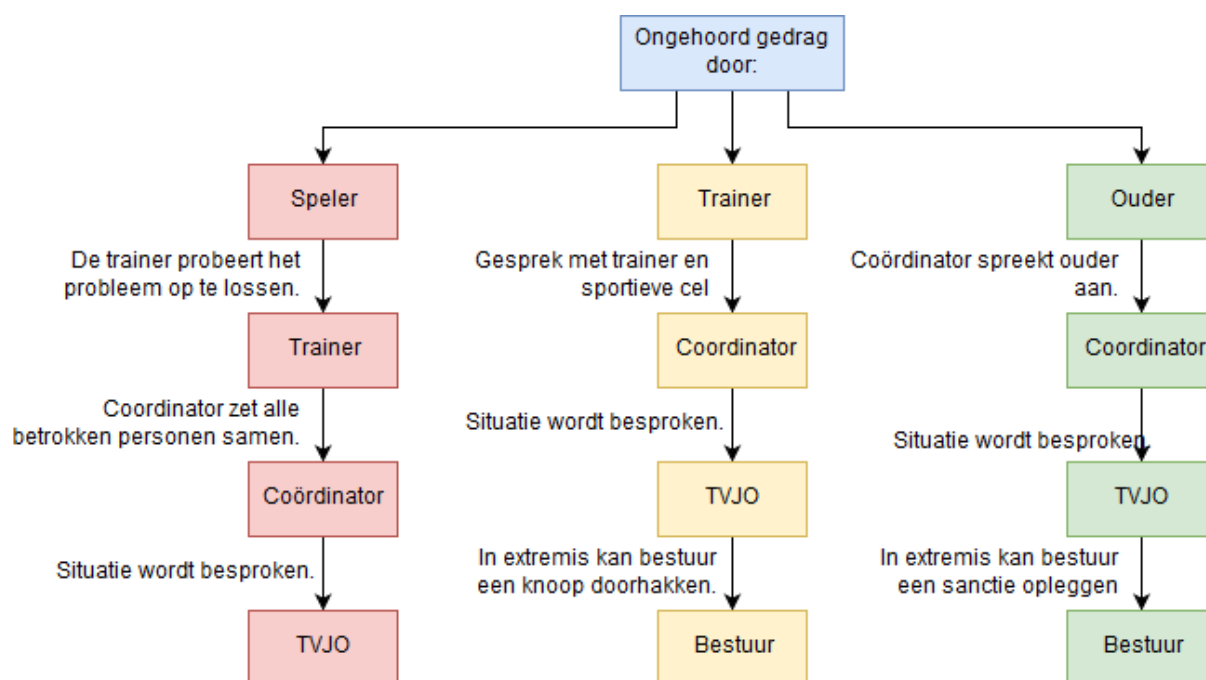 Ongehoord gedrag
door:
Speler
Trainer
Ouder
De trainer probeert het
probleem op te lossen.
Gesprek met trainer en
sportieve cel
Coördinator spreekt ouder
aan.
Trainer
Coordinator
Coordinator
Coordinator zet alle
betrokken personen samen.
Situatie wordt besproken.
Situatie wordt besproken.
Coördinator
TVJO
TVJO
Situatie wordt besproken.
In extremis kan bestuur
een knoop doorhakken.
In extremis kan bestuur
een sanctie opleggen
TVJO
Bestuur
Bestuur